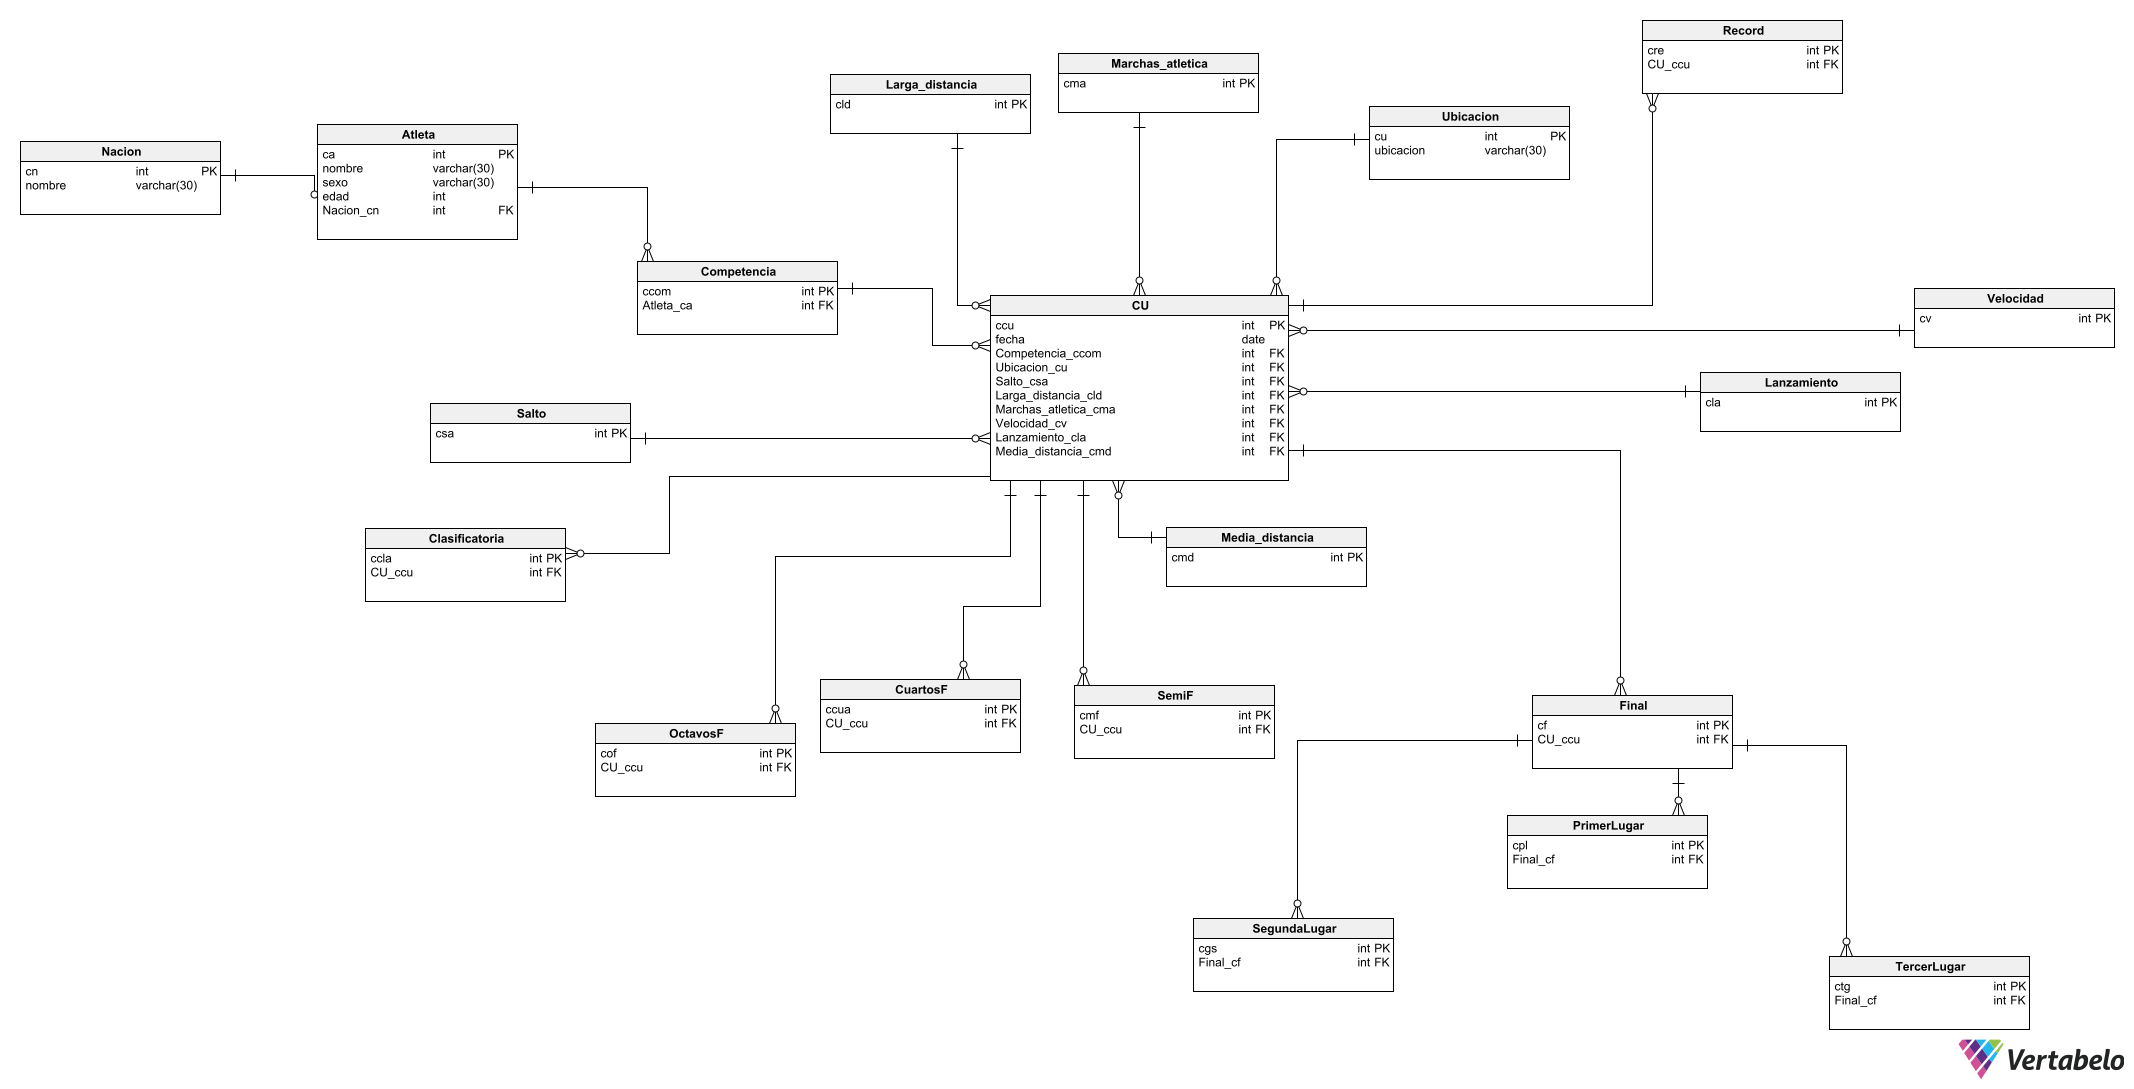 Record
cre int PK
CU_ccu int FK
Marchas_atletica
cma int PK
Larga_distancia
cld int PK
Ubicacion
cu int PK
ubicacion varchar(30)
Atleta
ca int PK
nombre varchar(30)
sexo varchar(30)
edad int
Nacion_cn int FK
Nacion
cn int PK
nombre varchar(30)
Competencia
ccom int PK
Atleta_ca int FK
CU
ccu int PK
fecha date
Competencia_ccom int FK
Ubicacion_cu int FK
Salto_csa int FK
Larga_distancia_cld int FK
Marchas_atletica_cma int FK
Velocidad_cv int FK
Lanzamiento_cla int FK
Media_distancia_cmd int FK
Velocidad
cv int PK
Lanzamiento
cla int PK
Salto
csa int PK
Clasificatoria
ccla int PK
CU_ccu int FK
Media_distancia
cmd int PK
CuartosF
ccua int PK
CU_ccu int FK
SemiF
cmf int PK
CU_ccu int FK
Final
cf int PK
CU_ccu int FK
OctavosF
cof int PK
CU_ccu int FK
PrimerLugar
cpl int PK
Final_cf int FK
SegundaLugar
cgs int PK
Final_cf int FK
TercerLugar
ctg int PK
Final_cf int FK
Vertabelo